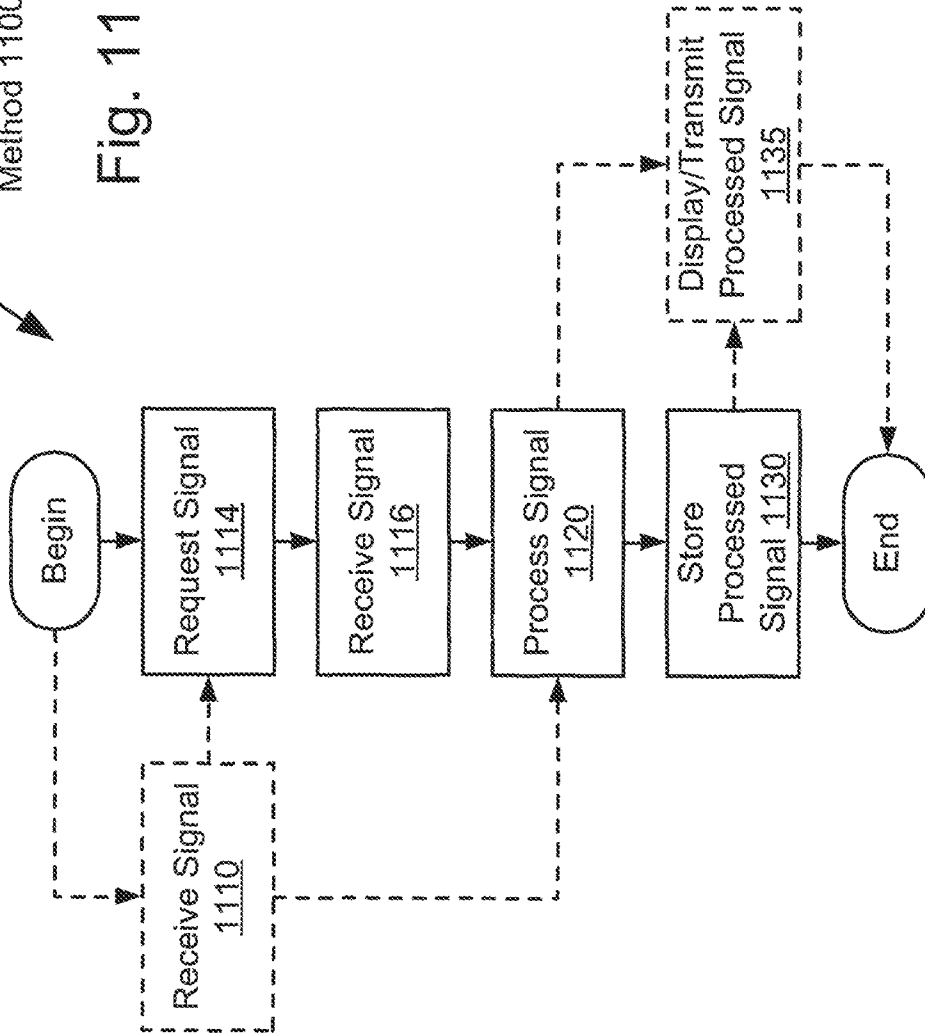 Method 1100
Fig. 11
Begin
Receive Signal
1110
Request Signal
1114
Receive Signal
1116
Process Signal
1120
Store
Processed
Signal 1130
Display/Transmit
Processed Signal
1135
End